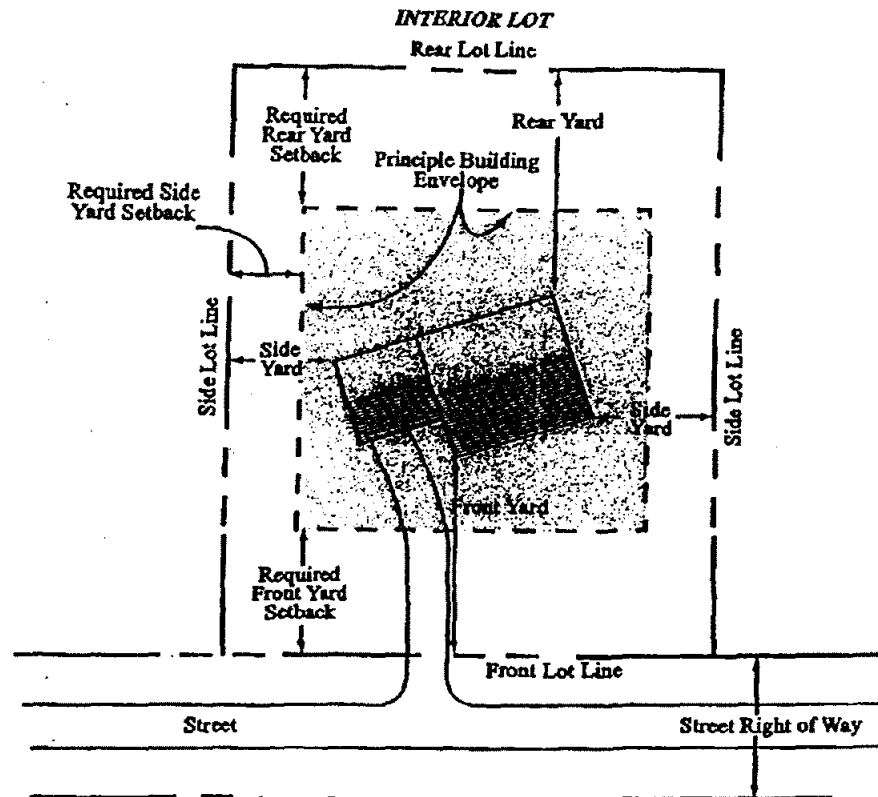 INTERIOR LOT
Rear Lot Line
Required
Rear Yard
Setback
Rear Yard
Principle Building
Envelope
Required Side
Yard Setback
Side Lot Line
Side
Yard
Side
Yard
Side Lot Line
Front Yard
Required
Front Yard
Setback
Front Lot Line
Street
Street Right of Way